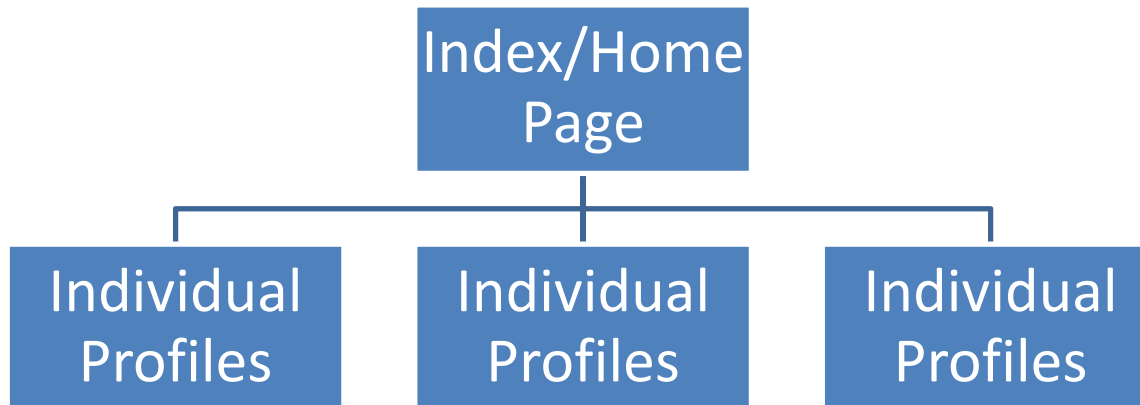 Index/Home
Page
Individual
Profiles
Individual
Profiles
Individual
Profiles